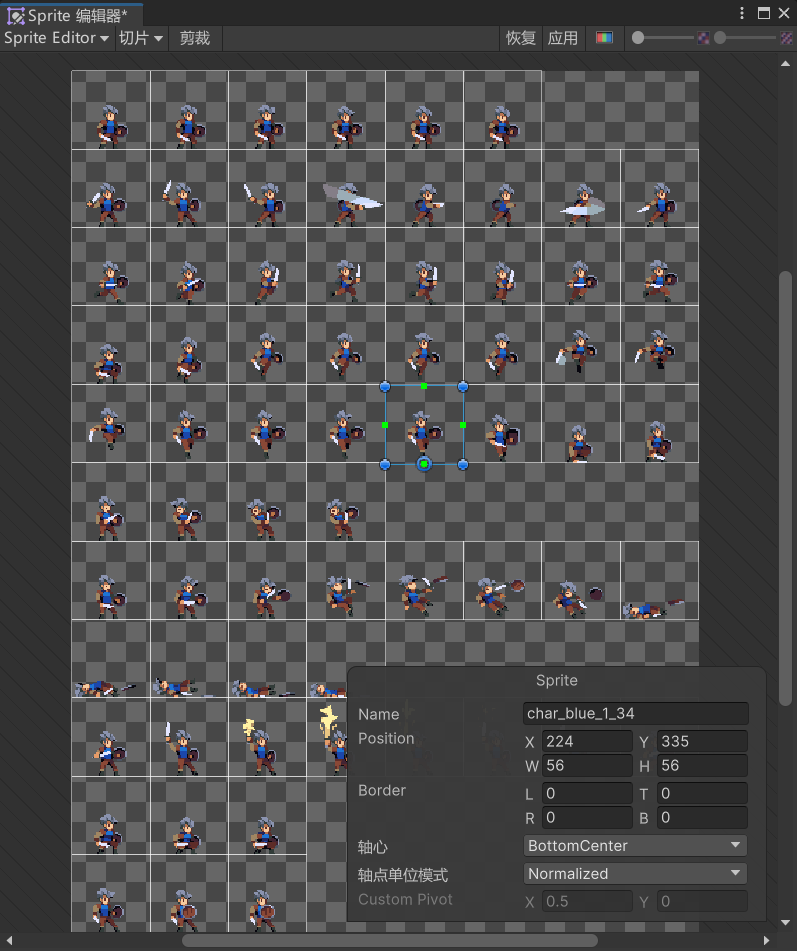 Sprite 编辑器*
Sprite Editor 切片 剪裁 恢复 应用
Sprite
Name char_blue_1_34
Position X 224 Y 335
W 56 H 56
Border L 0 T 0
R 0 B 0
轴心 BottomCenter
轴点单位模式 Normalized
Custom Pivot X 0.5 Y 0